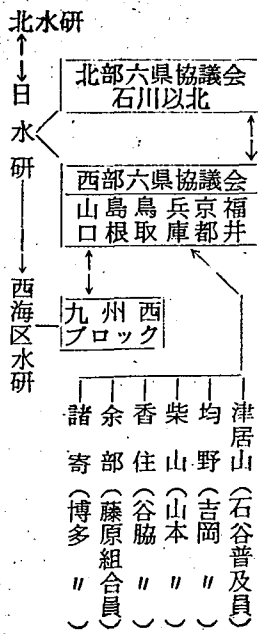 北水研
日水研
西海区水研
北部六県協議会
石川以北
西部六県協議会
山口 島根 鳥取 兵庫 京都 福井
九州西
ブロック
津居山(石谷普及員)
均野(吉岡 〃 )
柴山(山本 〃 )
香住(谷脇 〃 )
余部(藤原組合員)
諸寄(博多 〃 )